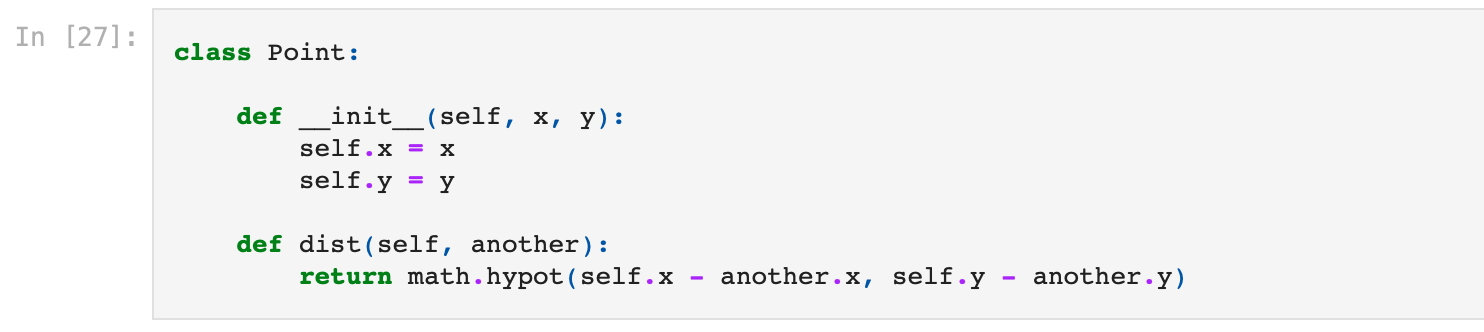 In [27]:
class Point:
    def __init__(self, x, y):
        self.x = x
        self.y = y
    def dist(self, another):
        return math.hypot(self.x - another.x, self.y - another.y)